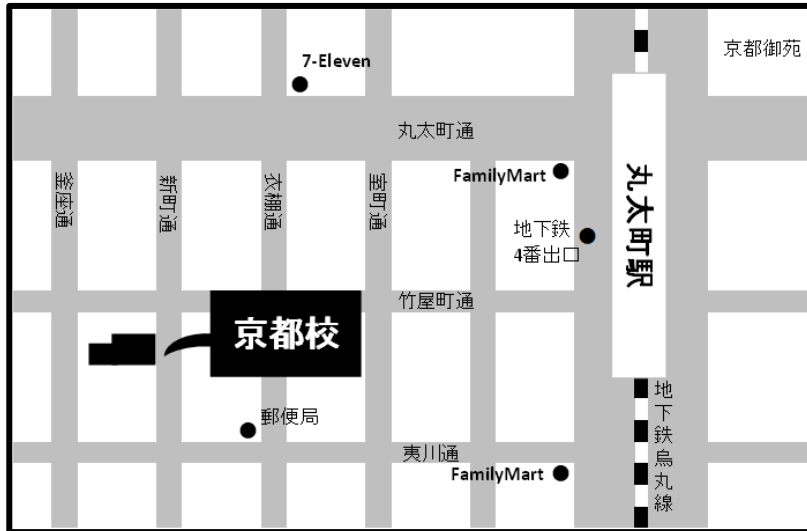 京都御苑
7-Eleven
丸太町通
FamilyMart
丸太町駅
釜座通
新町通
衣棚通
室町通
地下鉄
4番出口
竹屋町通
京都校
郵便局
地下鉄烏丸線
夷川通
FamilyMart